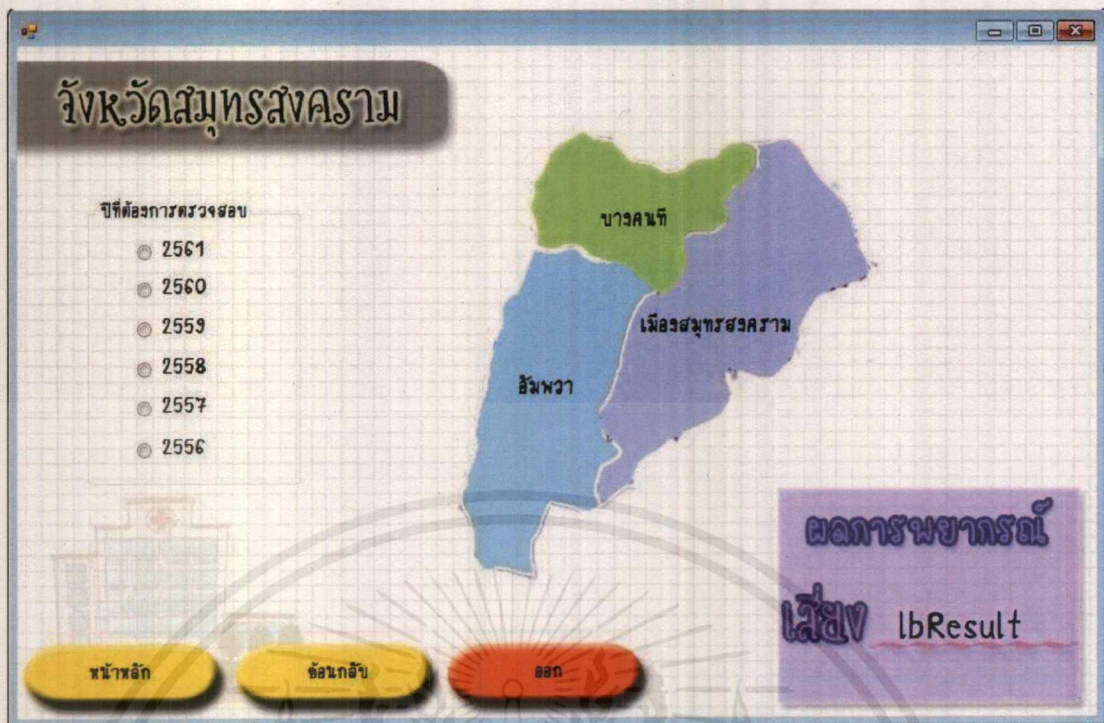 จังหวัดสมุทรสงคราม
ปีที่ต้องการตรวจสอบ
2561
2560
2559
2558
2557
2556
บางคนที
เมืองสมุทรสงคราม
อัมพวา
ผลการพยากรณ์
เสี่ยง lbResult
หน้าหลัก
ย้อนกลับ
ออก